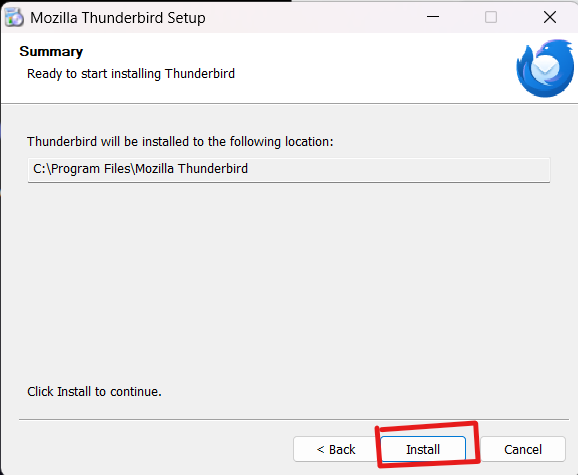 Mozilla Thunderbird Setup
Summary
Ready to start installing Thunderbird
Thunderbird will be installed to the following location:
C:\Program Files\Mozilla Thunderbird
Click Install to continue.
< Back Install Cancel